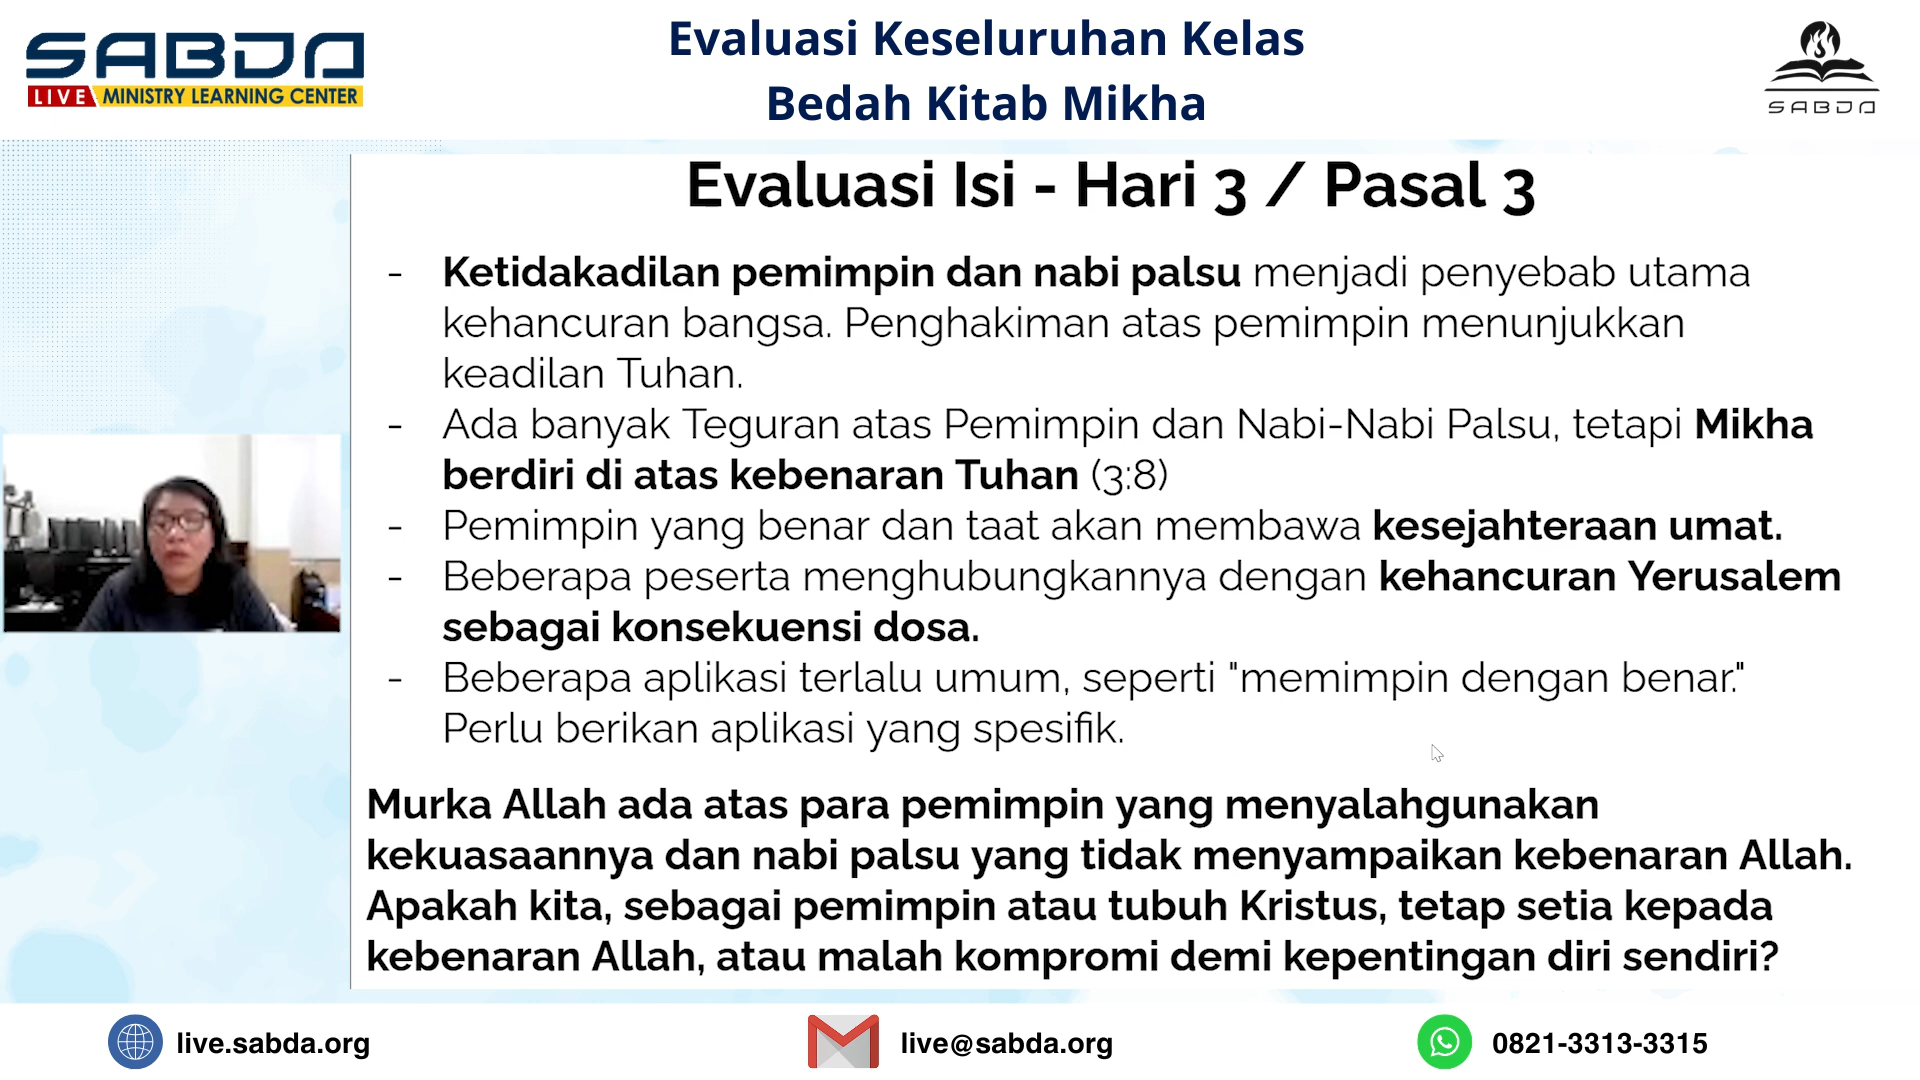 SABDA
LIVE MINISTRY LEARNING CENTER
Evaluasi Keseluruhan Kelas
Bedah Kitab Mikha
SABDA
Evaluasi Isi - Hari 3 / Pasal 3
- Ketidakadilan pemimpin dan nabi palsu menjadi penyebab utama
kehancuran bangsa. Penghakiman atas pemimpin menunjukkan
keadilan Tuhan.
- Ada banyak Teguran atas Pemimpin dan Nabi-Nabi Palsu, tetapi Mikha
berdiri di atas kebenaran Tuhan (3:8)
- Pemimpin yang benar dan taat akan membawa kesejahteraan umat.
- Beberapa peserta menghubungkannya dengan kehancuran Yerusalem
sebagai konsekuensi dosa.
- Beberapa aplikasi terlalu umum, seperti "memimpin dengan benar."
Perlu berikan aplikasi yang spesifik.
Murka Allah ada atas para pemimpin yang menyalahgunakan
kekuasaannya dan nabi palsu yang tidak menyampaikan kebenaran Allah.
Apakah kita, sebagai pemimpin atau tubuh Kristus, tetap setia kepada
kebenaran Allah, atau malah kompromi demi kepentingan diri sendiri?
live.sabda.org
live@sabda.org
0821-3313-3315